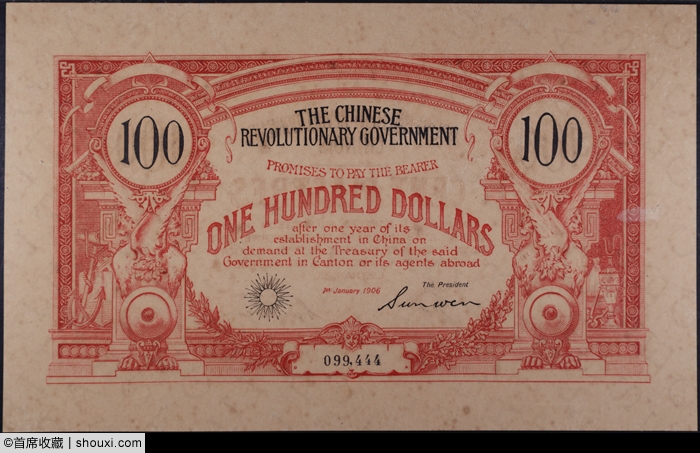 THE CHINESE
REVOLUTIONARY GOVERNMENT
100
100
PROMISES TO PAY THE BEARER
ONE HUNDRED DOLLARS
after one year of its
establishment in China on
demand at the Treasury of the said
Government in Canton or its agents abroad
1st January 1906
The President
Sunwen
099,444
©首席收藏 | shouxi.com